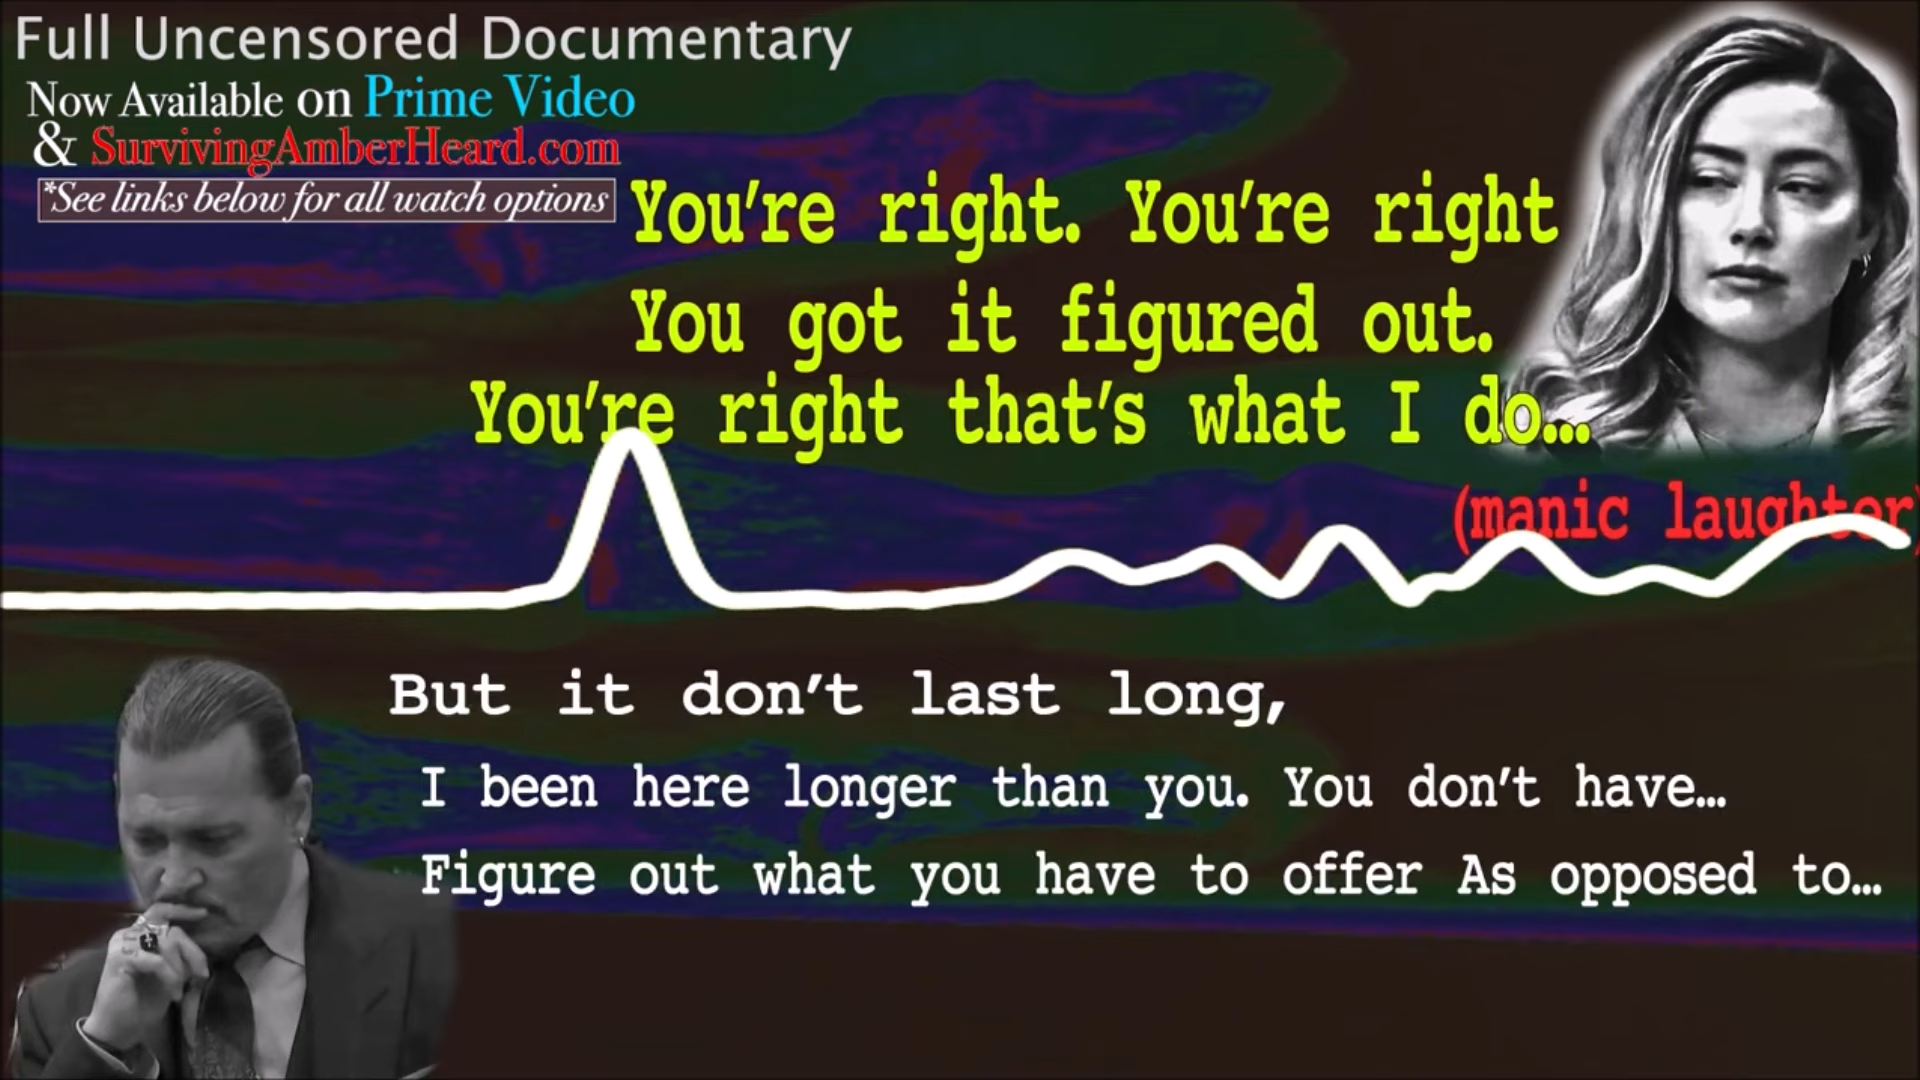 Full Uncensored Documentary
Now Available on Prime Video
& SurvivingAmberHeard.com
*See links below for all watch options
You're right. You're right
You got it figured out.
You're right that's what I do...
(manic laughter)
But it don't last long,
I been here longer than you. You don't have...
Figure out what you have to offer As opposed to...